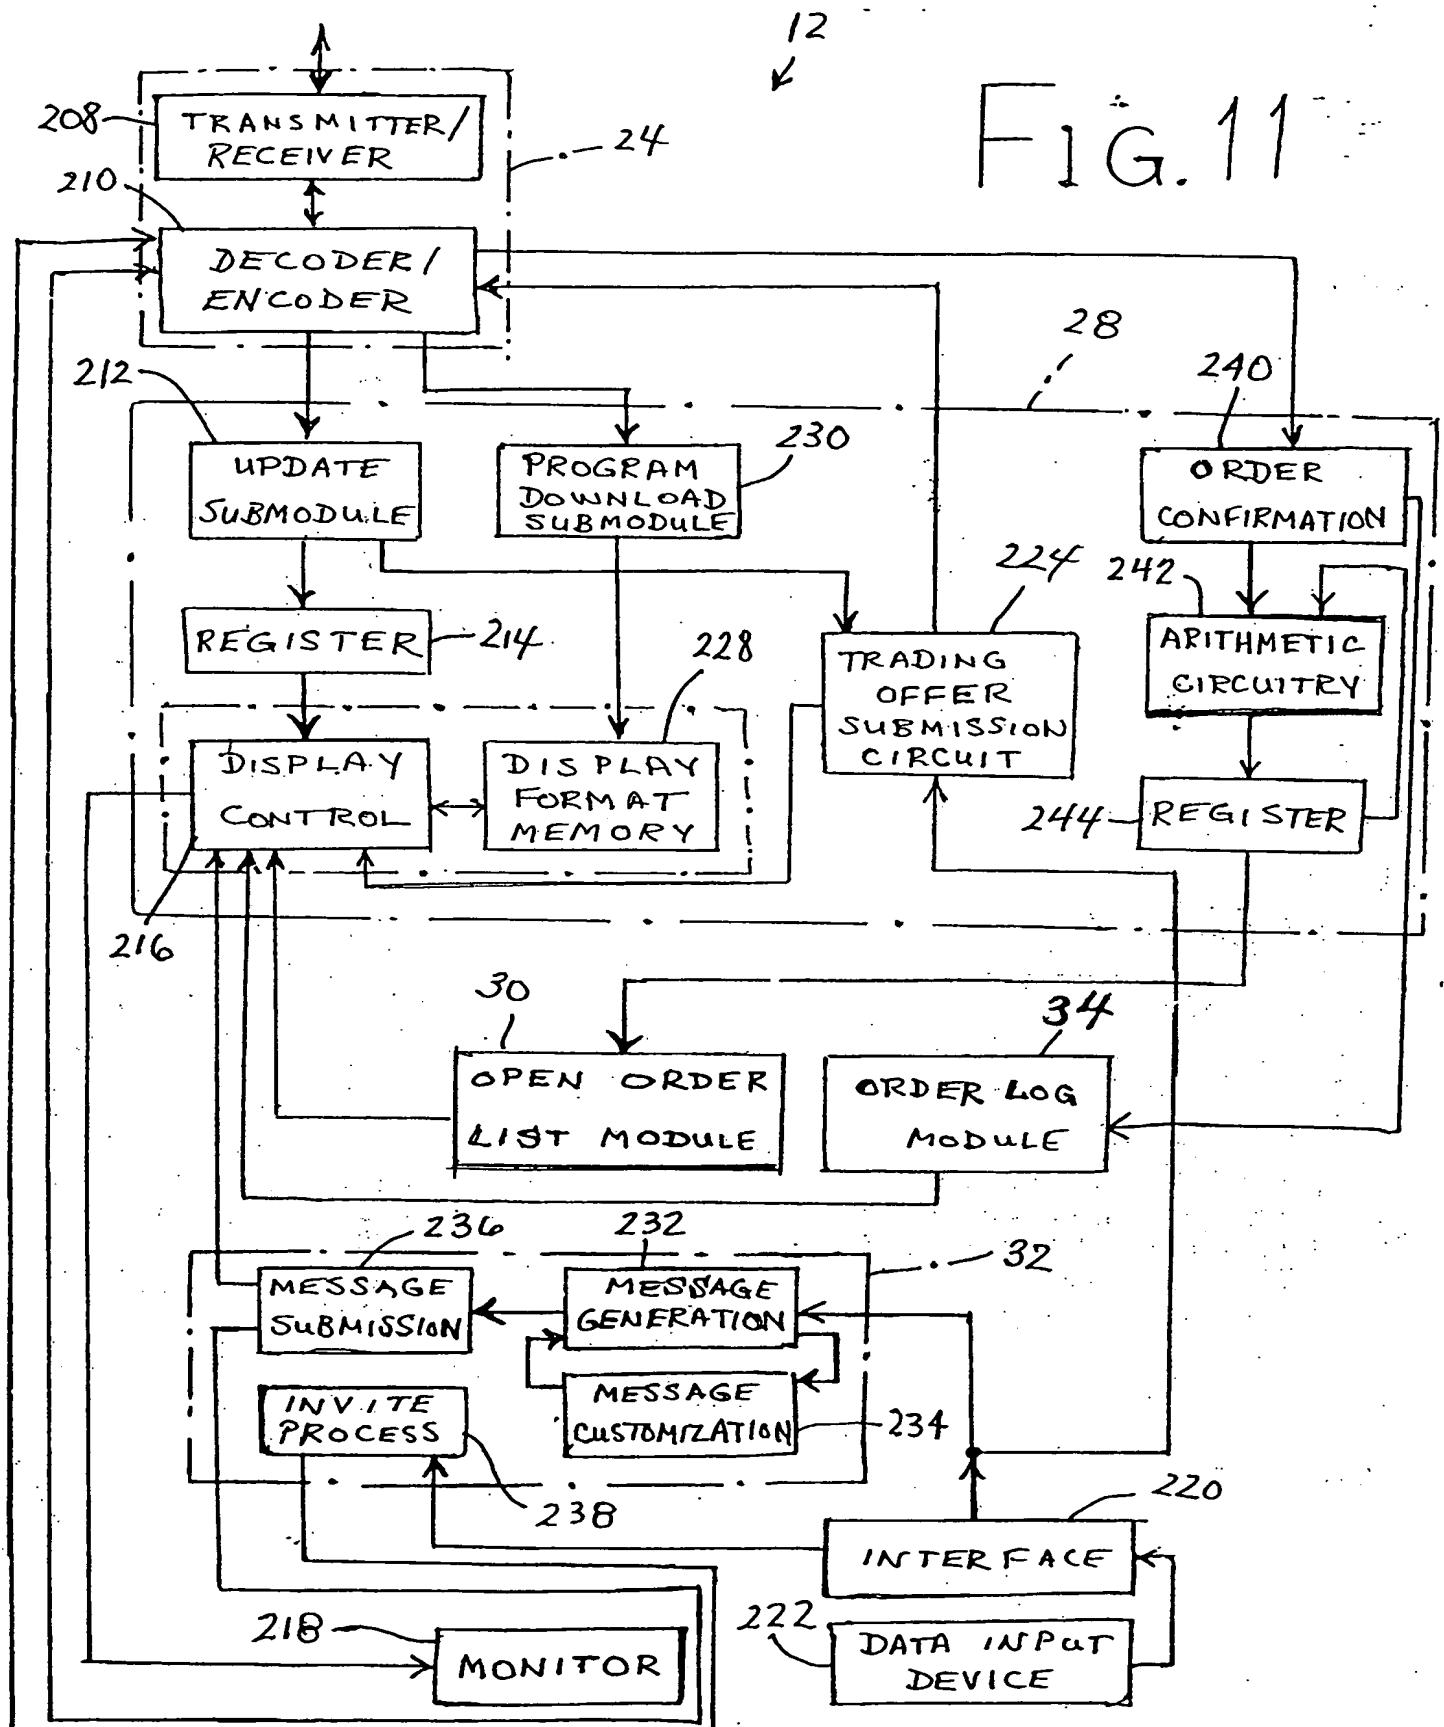 12
FIG. 11
208
TRANSMITTER/
RECEIVER
24
210
DECODER/
ENCODER
28
212
240
UPDATE
SUBMODULE
PROGRAM
DOWNLOAD
SUBMODULE
230
ORDER
CONFIRMATION
224
242
REGISTER
214
228
TRADING
OFFER
SUBMISSION
CIRCUIT
ARITHMETIC
CIRCUITRY
DISPLAY
CONTROL
DISPLAY
FORMAT
MEMORY
244
REGISTER
216
30
34
OPEN ORDER
LIST MODULE
ORDER LOG
MODULE
236
232
32
MESSAGE
SUBMISSION
MESSAGE
GENERATION
INVITE
PROCESS
MESSAGE
CUSTOMIZATION
234
238
220
INTERFACE
218
MONITOR
222
DATA INPUT
DEVICE